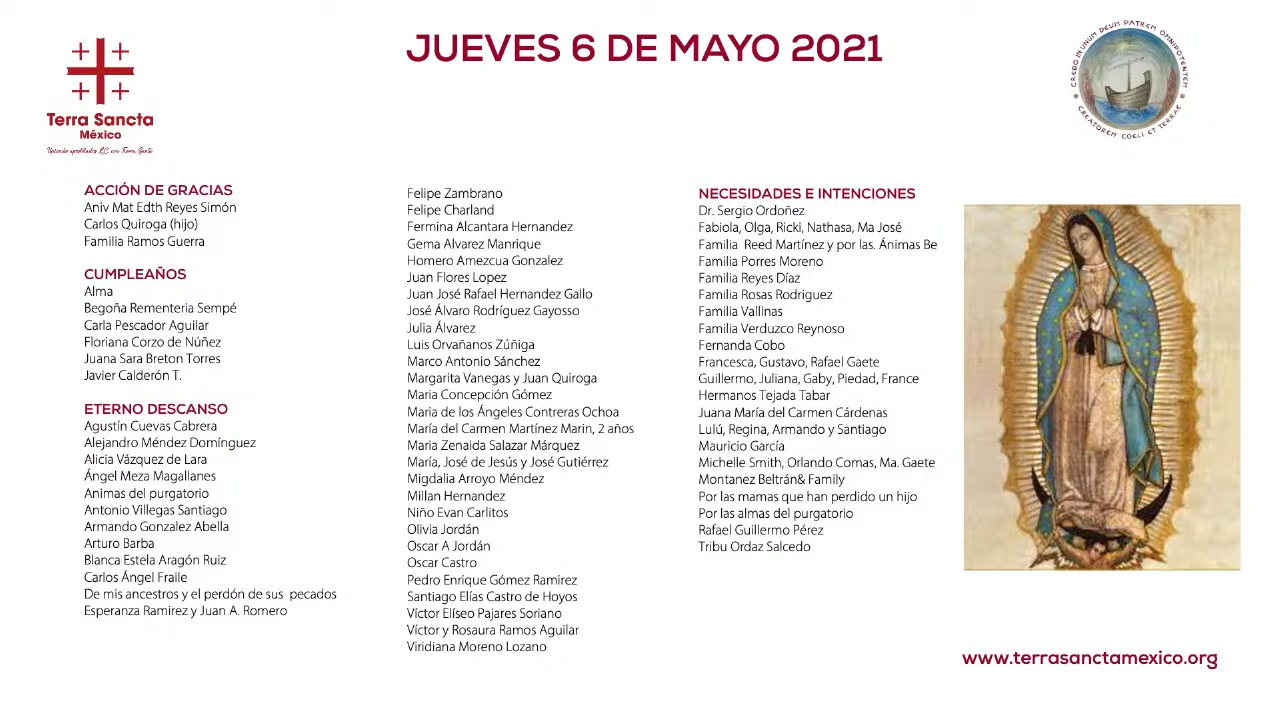 JUEVES 6 DE MAYO 2021
Terra Sancta
México
CREDO IN UNUM DEUM PATREM OMNIPOTENTEM
CREATOREM COELI ET TERRAE
ACCIÓN DE GRACIAS
Aniv Mat Edth Reyes Simón
Carlos Quiroga (hijo)
Familia Ramos Guerra
CUMPLEAÑOS
Alma
Begoña Rementeria Sempé
Carla Pescador Aguilar
Floriana Corzo de Núñez
Juana Sara Breton Torres
Javier Calderón T.
ETERNO DESCANSO
Agustín Cuevas Cabrera
Alejandro Méndez Domínguez
Alicia Vázquez de Lara
Ángel Meza Magallanes
Animas del purgatorio
Antonio Villegas Santiago
Armando Gonzalez Abella
Arturo Barba
Blanca Estela Aragón Ruiz
Carlos Ángel Fraile
De mis ancestros y el perdón de sus pecados
Esperanza Ramirez y Juan A. Romero
Felipe Zambrano
Felipe Charland
Fermina Alcantara Hernandez
Gema Alvarez Manrique
Homero Amezcua Gonzalez
Juan Flores Lopez
Juan José Rafael Hernandez Gallo
José Álvaro Rodríguez Gayosso
Julia Álvarez
Luis Orvañanos Zúñiga
Marco Antonio Sánchez
Margarita Vanegas y Juan Quiroga
Maria Concepción Gómez
Maria de los Ángeles Contreras Ochoa
María del Carmen Martínez Marin, 2 años
Maria Zenaida Salazar Márquez
María, José de Jesús y José Gutiérrez
Migdalia Arroyo Méndez
Millan Hernandez
Niño Evan Carlitos
Olivia Jordán
Oscar A Jordán
Oscar Castro
Pedro Enrique Gómez Ramirez
Santiago Elías Castro de Hoyos
Víctor Elíseo Pajares Soriano
Víctor y Rosaura Ramos Aguilar
Viridiana Moreno Lozano
NECESIDADES E INTENCIONES
Dr. Sergio Ordoñez
Fabiola, Olga, Ricki, Nathasa, Ma José
Familia Reed Martínez y por las. Ánimas Be
Familia Porres Moreno
Familia Reyes Díaz
Familia Rosas Rodriguez
Familia Vallinas
Familia Verduzco Reynoso
Fernanda Cobo
Francesca, Gustavo, Rafael Gaete
Guillermo, Juliana, Gaby, Piedad, France
Hermanos Tejada Tabar
Juana María del Carmen Cárdenas
Lulú, Regina, Armando y Santiago
Mauricio García
Michelle Smith, Orlando Comas, Ma. Gaete
Montanez Beltrán& Family
Por las mamas que han perdido un hijo
Por las almas del purgatorio
Rafael Guillermo Pérez
Tribu Ordaz Salcedo
www.terrasanctamexico.org